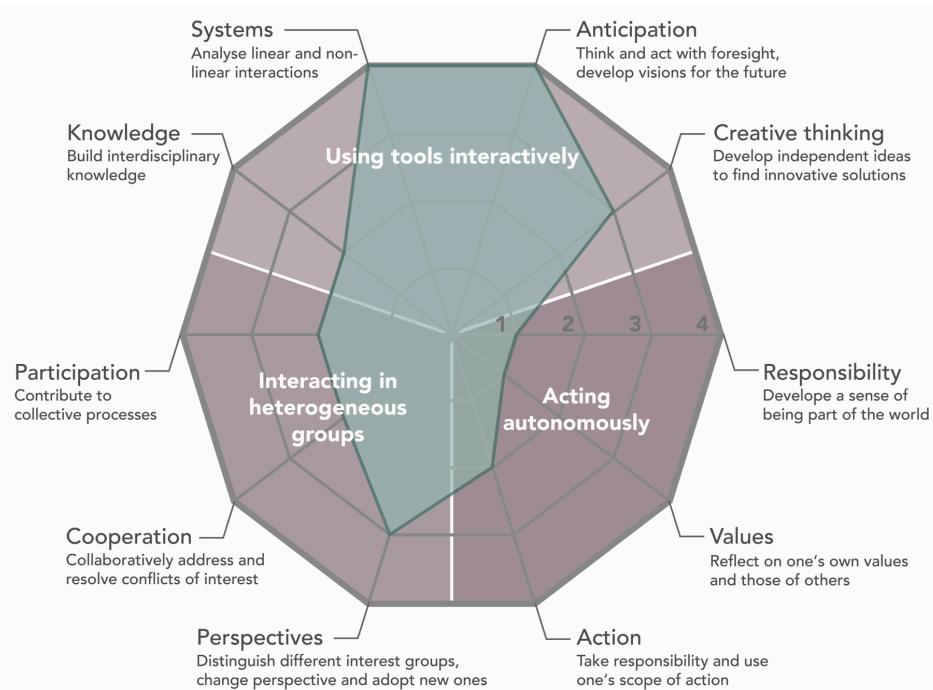 Systems
Analyse linear and non-
linear interactions
Anticipation
Think and act with foresight,
develop visions for the future
Knowledge
Build interdisciplinary
knowledge
Creative thinking
Develop independent ideas
to find innovative solutions
Using tools interactively
1 2 3 4
Participation
Contribute to
collective processes
Interacting in
heterogeneous
groups
Acting
autonomously
Responsibility
Develop a sense of
being part of the world
Cooperation
Collaboratively address and
resolve conflicts of interest
Values
Reflect on one's own values
and those of others
Perspectives
Distinguish different interest groups,
change perspective and adopt new ones
Action
Take responsibility and use
one's scope of action